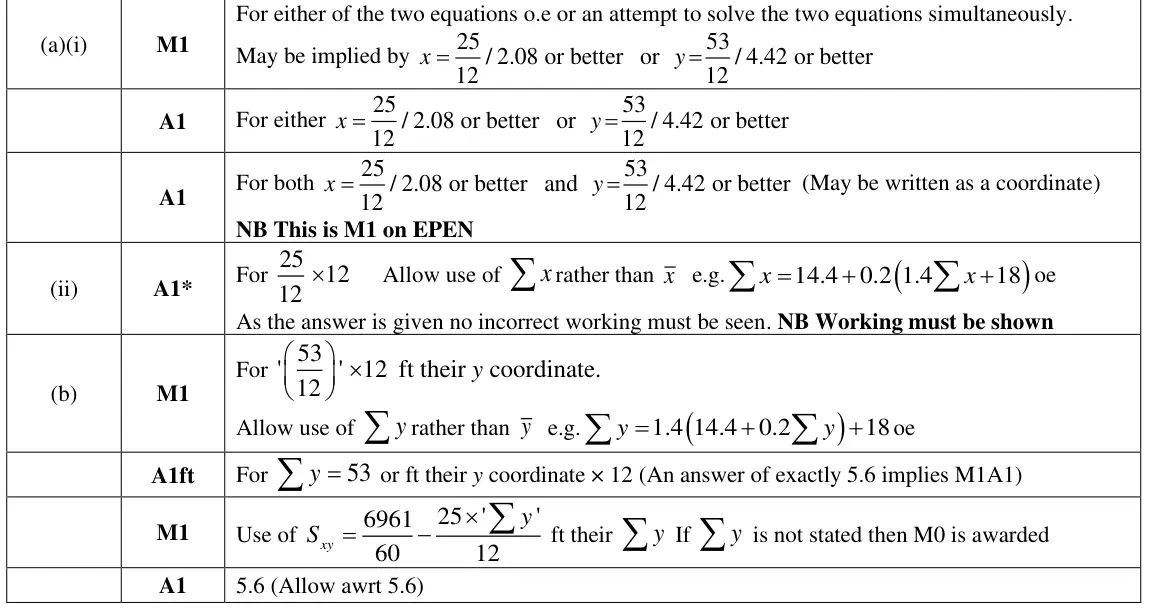 For either of the two equations o.e or an attempt to solve the two equations simultaneously.
(a)(i) M1 May be implied by x = 25/12 / 2.08 or better or y = 53/12 / 4.42 or better
A1 For either x = 25/12 / 2.08 or better or y = 53/12 / 4.42 or better
A1 For both x = 25/12 / 2.08 or better and y = 53/12 / 4.42 or better (May be written as a coordinate)
NB This is M1 on EPEN
(ii) A1* For 25/12 ×12 Allow use of ∑x rather than x̄ e.g. ∑x = 14.4 + 0.2(1.4∑x + 18) oe
As the answer is given no incorrect working must be seen. NB Working must be shown
(b) M1 For '(53/12)' ×12 ft their y coordinate.
Allow use of ∑y rather than ȳ e.g. ∑y = 1.4(14.4 + 0.2∑y) + 18 oe
A1ft For ∑y = 53 or ft their y coordinate × 12 (An answer of exactly 5.6 implies M1A1)
M1 Use of Sxy = 6961/60 − 25×'∑y'/12 ft their ∑y If ∑y is not stated then M0 is awarded
A1 5.6 (Allow awrt 5.6)